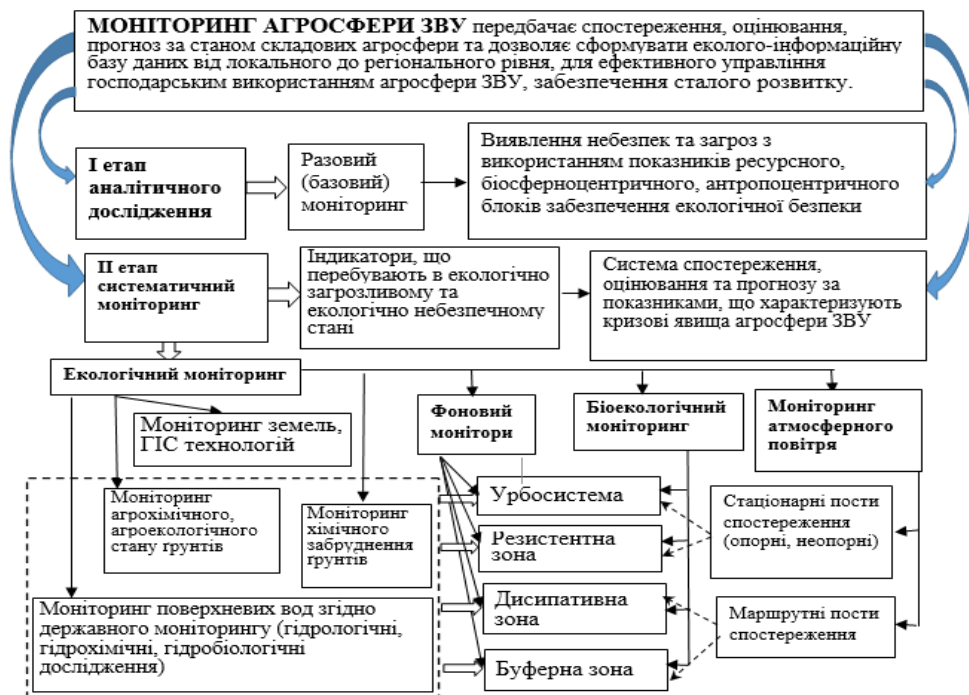 МОНІТОРИНГ АГРОСФЕРИ ЗВУ передбачає спостереження, оцінювання,
прогноз за станом складових агросфери та дозволяє сформувати еколого-інформаційну
базу даних від локального до регіонального рівня, для ефективного управління
господарським використанням агросфери ЗВУ, забезпечення сталого розвитку.
І етап
аналітичного
дослідження
Разовий
(базовий)
моніторинг
Виявлення небезпек та загроз з
використанням показників ресурсного,
біосферноцентричного, антропоцентричного
блоків забезпечення екологічної безпеки
ІІ етап
систематичний
моніторинг
Індикатори, що
перебувають в екологічно
загрозливому та
екологічно небезпечному
стані
Система спостереження,
оцінювання та прогнозу за
показниками, що характеризують
кризові явища агросфери ЗВУ
Екологічний моніторинг
Моніторинг земель,
ГІС технологій
Фоновий
монітори
Біоекологічний
моніторинг
Моніторинг
атмосферного
повітря
Моніторинг
агрохімічного,
агроекологічного
стану ґрунтів
Моніторинг
хімічного
забруднення
ґрунтів
Урбосистема
Резистентна
зона
Дисипативна
зона
Буферна зона
Стаціонарні пости
спостереження
(опорні, неопорні)
Маршрутні пости
спостереження
Моніторинг поверхневих вод згідно
державного моніторингу (гідрологічні,
гідрохімічні, гідробіологічні
дослідження)